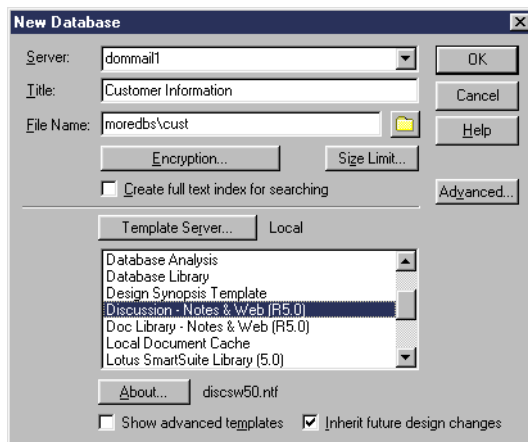 New Database
Server: dommail1 OK
Title: Customer Information Cancel
File Name: moredbs\cust Help
Encryption... Size Limit...
Create full text index for searching Advanced...
Template Server... Local
Database Analysis
Database Library
Design Synopsis Template
Discussion - Notes & Web (R5.0)
Doc Library - Notes & Web (R5.0)
Local Document Cache
Lotus SmartSuite Library (5.0)
About... discsw50.ntf
Show advanced templates Inherit future design changes